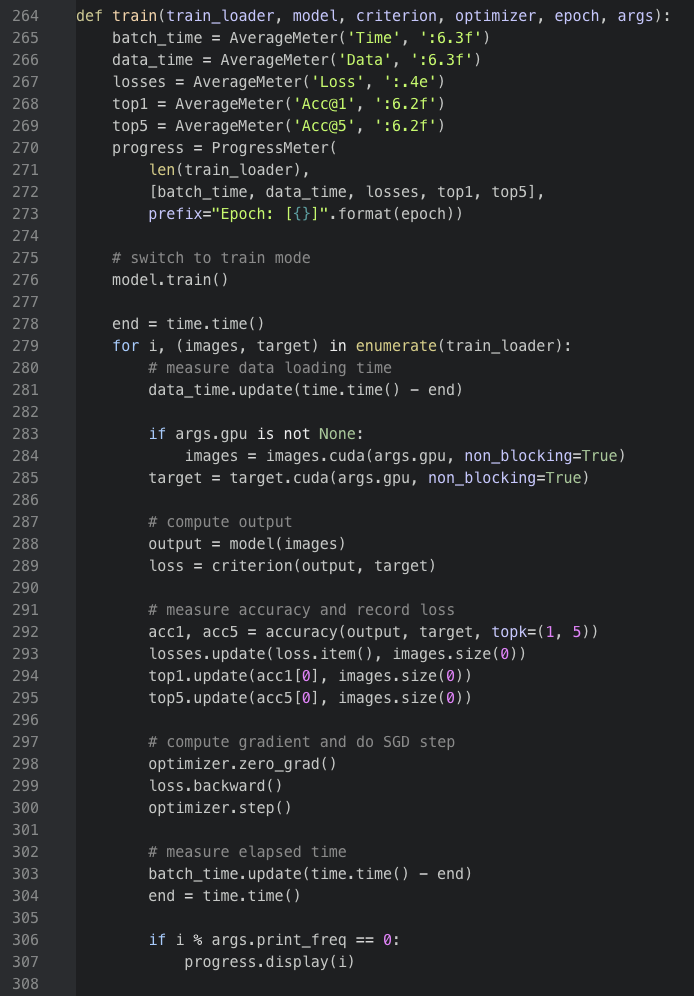 264 def train(train_loader, model, criterion, optimizer, epoch, args):
265     batch_time = AverageMeter('Time', ':6.3f')
266     data_time = AverageMeter('Data', ':6.3f')
267     losses = AverageMeter('Loss', ':.4e')
268     top1 = AverageMeter('Acc@1', ':6.2f')
269     top5 = AverageMeter('Acc@5', ':6.2f')
270     progress = ProgressMeter(
271         len(train_loader),
272         [batch_time, data_time, losses, top1, top5],
273         prefix="Epoch: [{}]".format(epoch))
274
275     # switch to train mode
276     model.train()
277
278     end = time.time()
279     for i, (images, target) in enumerate(train_loader):
280         # measure data loading time
281         data_time.update(time.time() - end)
282
283         if args.gpu is not None:
284             images = images.cuda(args.gpu, non_blocking=True)
285         target = target.cuda(args.gpu, non_blocking=True)
286
287         # compute output
288         output = model(images)
289         loss = criterion(output, target)
290
291         # measure accuracy and record loss
292         acc1, acc5 = accuracy(output, target, topk=(1, 5))
293         losses.update(loss.item(), images.size(0))
294         top1.update(acc1[0], images.size(0))
295         top5.update(acc5[0], images.size(0))
296
297         # compute gradient and do SGD step
298         optimizer.zero_grad()
299         loss.backward()
300         optimizer.step()
301
302         # measure elapsed time
303         batch_time.update(time.time() - end)
304         end = time.time()
305
306         if i % args.print_freq == 0:
307             progress.display(i)
308